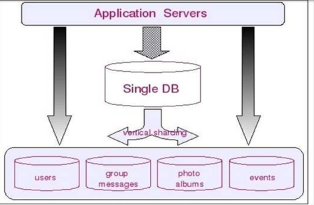 Application Servers
Single DB
vertical sharding
users
group
messages
photo
albums
events